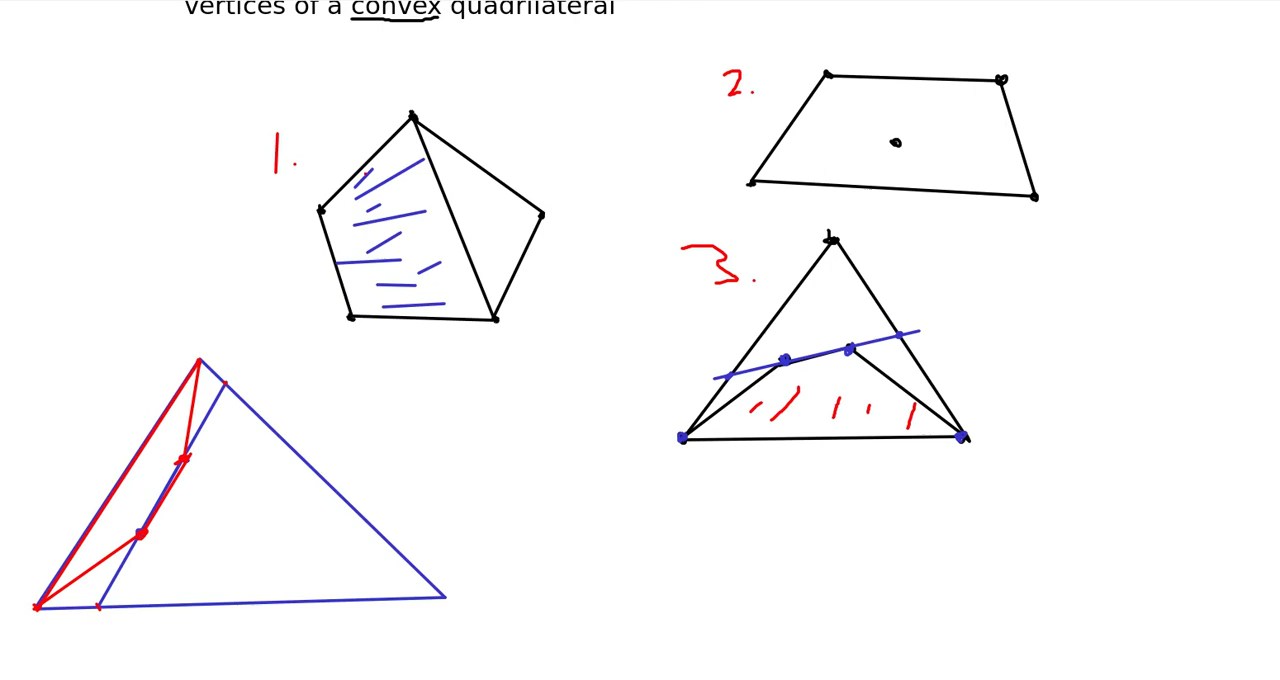 vertices of a convex quadrilateral
1.
2.
3.